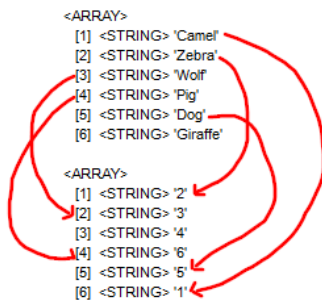 <ARRAY>
[1] <STRING> 'Camel'
[2] <STRING> 'Zebra'
[3] <STRING> 'Wolf'
[4] <STRING> 'Pig'
[5] <STRING> 'Dog'
[6] <STRING> 'Giraffe'
<ARRAY>
[1] <STRING> '2'
[2] <STRING> '3'
[3] <STRING> '4'
[4] <STRING> '6'
[5] <STRING> '5'
[6] <STRING> '1'